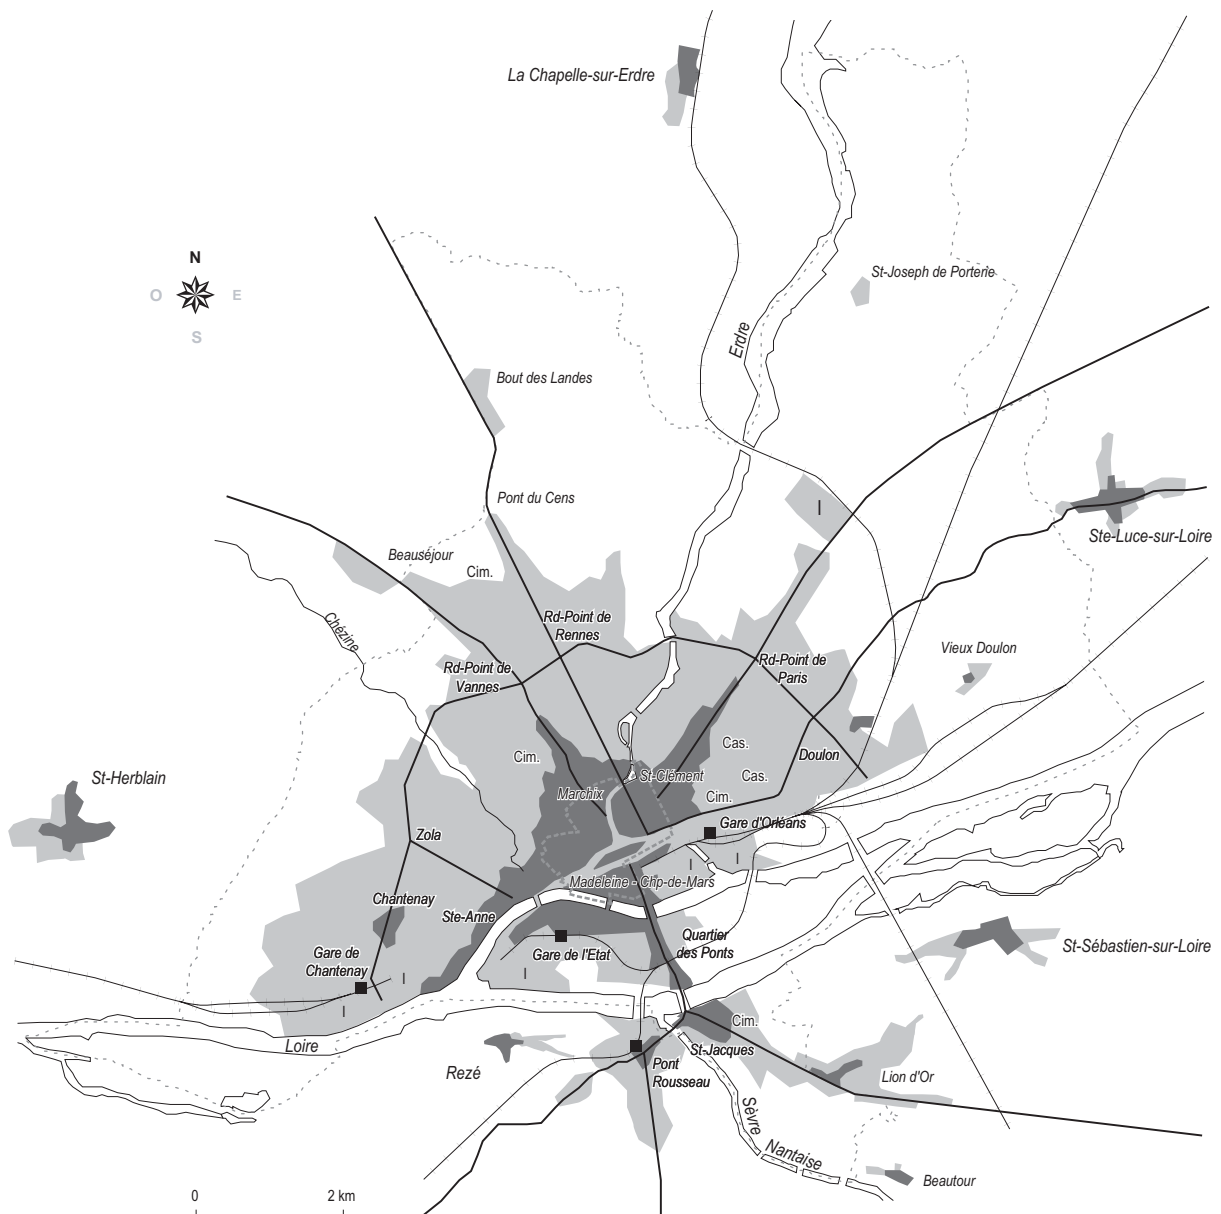 La Chapelle-sur-Erdre
N
O
E
S
St-Joseph de Porterie
Erdre
Bout des Landes
Pont du Cens
I
Ste-Luce-sur-Loire
Beauséjour
Cim.
Chézine
Rd-Point de
Rennes
Rd-Point de
Vannes
Rd-Point de
Paris
Vieux Doulon
Cas.
Cim.
Doulon
St-Clément
Cas.
St-Herblain
Marchix
Cim.
Gare d'Orléans
Zola
I
I
Madeleine - Chp-de-Mars
Chantenay
Ste-Anne
Quartier
des Ponts
St-Sébastien-sur-Loire
Gare de
Chantenay
Gare de l'Etat
I
I
I
Cim.
Loire
St-Jacques
Rezé
Pont
Rousseau
Lion d'Or
Sèvre
Nantaise
Beautour
0
2 km